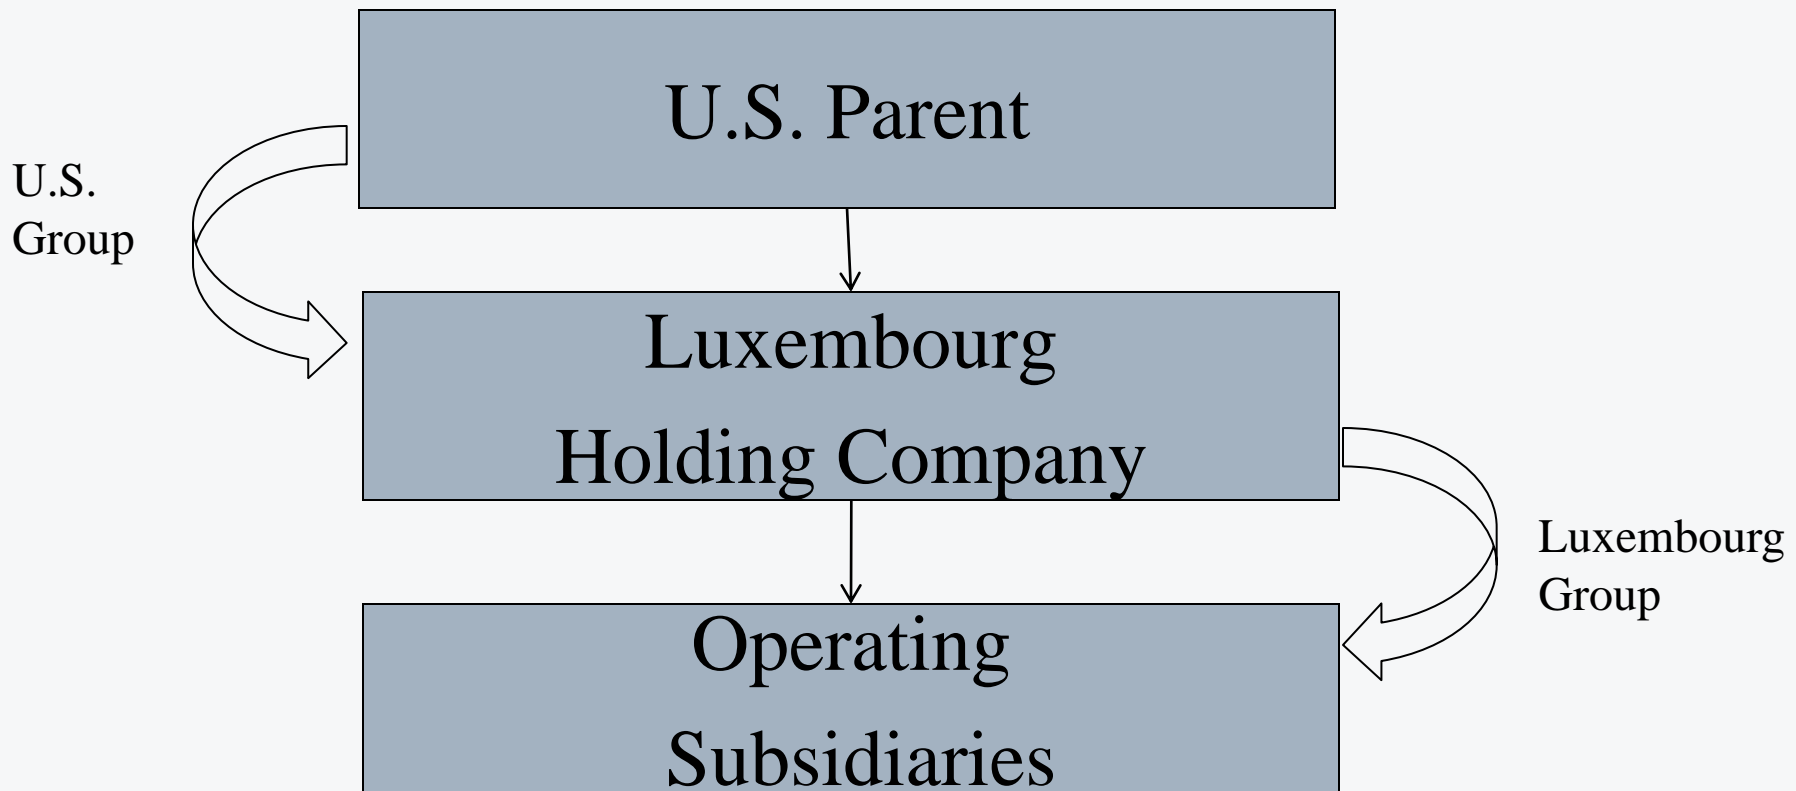 U.S. Parent
U.S.
Group
Luxembourg
Holding Company
Luxembourg
Group
Operating
Subsidiaries